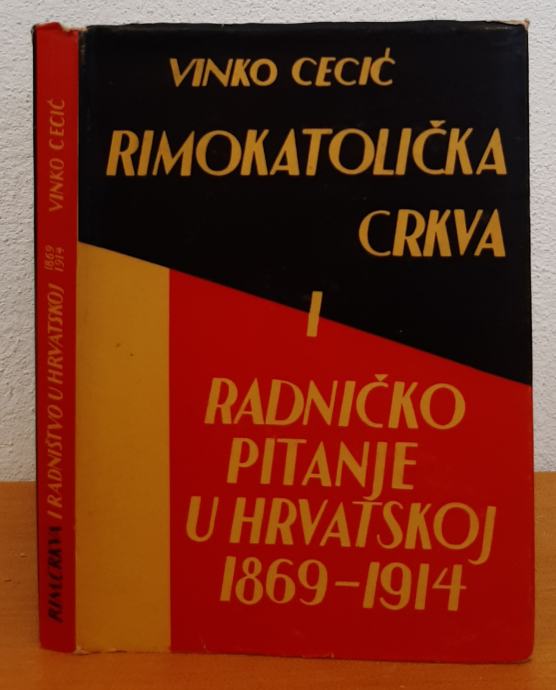 VINKO CECIĆ
RIMOKATOLIČKA
CRKVA
I
RADNIČKO
PITANJE
U HRVATSKOJ
1869-1914
RIM. CRKVA I RADNIŠTVO U HRVATSKOJ 1869 1914 VINKO CECIĆ